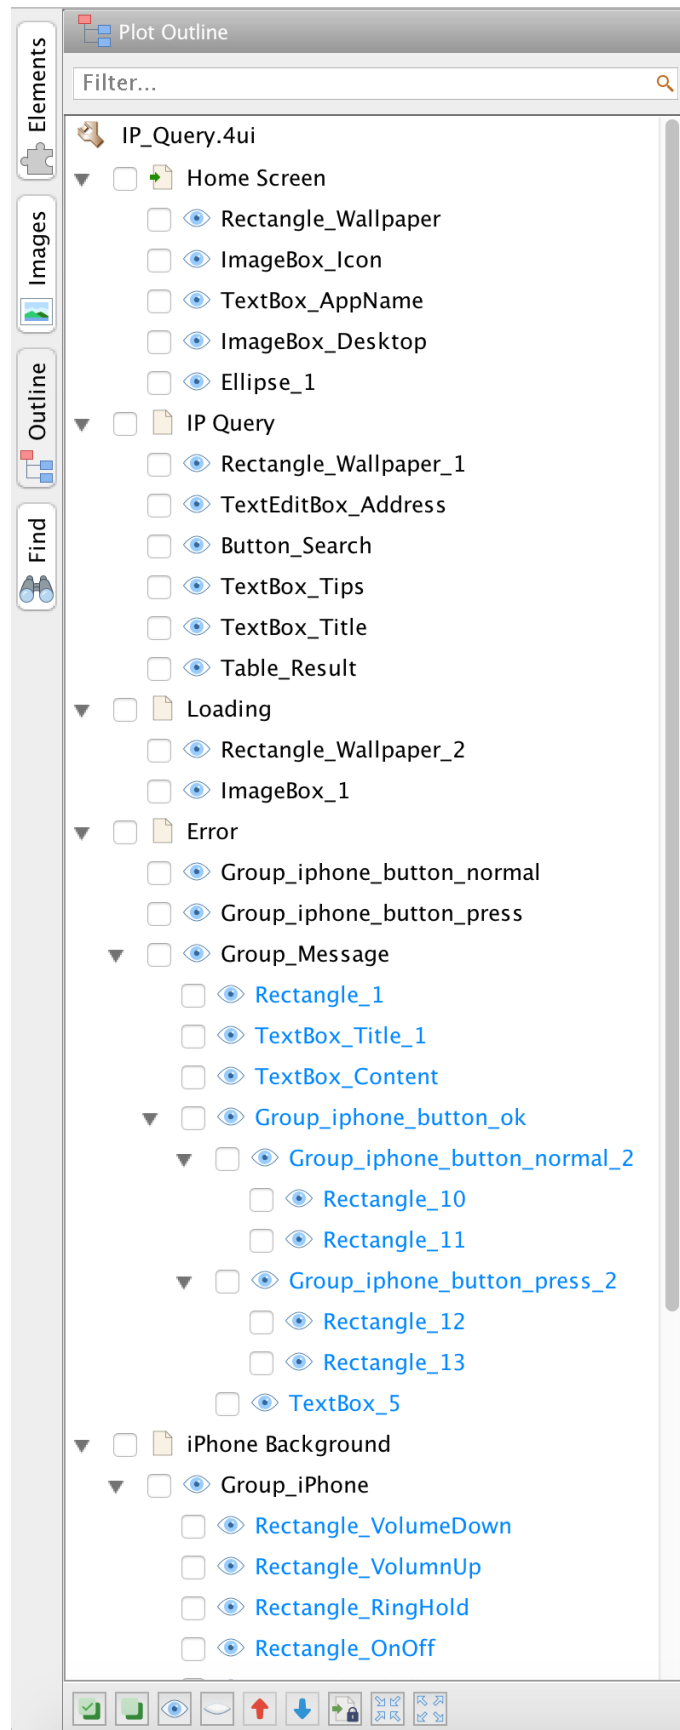 Plot Outline
Filter...
Elements
Images
Outline
Find
IP_Query.4ui
Home Screen
Rectangle_Wallpaper
ImageBox_Icon
TextBox_AppName
ImageBox_Desktop
Ellipse_1
IP Query
Rectangle_Wallpaper_1
TextEditBox_Address
Button_Search
TextBox_Tips
TextBox_Title
Table_Result
Loading
Rectangle_Wallpaper_2
ImageBox_1
Error
Group_iphone_button_normal
Group_iphone_button_press
Group_Message
Rectangle_1
TextBox_Title_1
TextBox_Content
Group_iphone_button_ok
Group_iphone_button_normal_2
Rectangle_10
Rectangle_11
Group_iphone_button_press_2
Rectangle_12
Rectangle_13
TextBox_5
iPhone Background
Group_iPhone
Rectangle_VolumeDown
Rectangle_VolumnUp
Rectangle_RingHold
Rectangle_OnOff